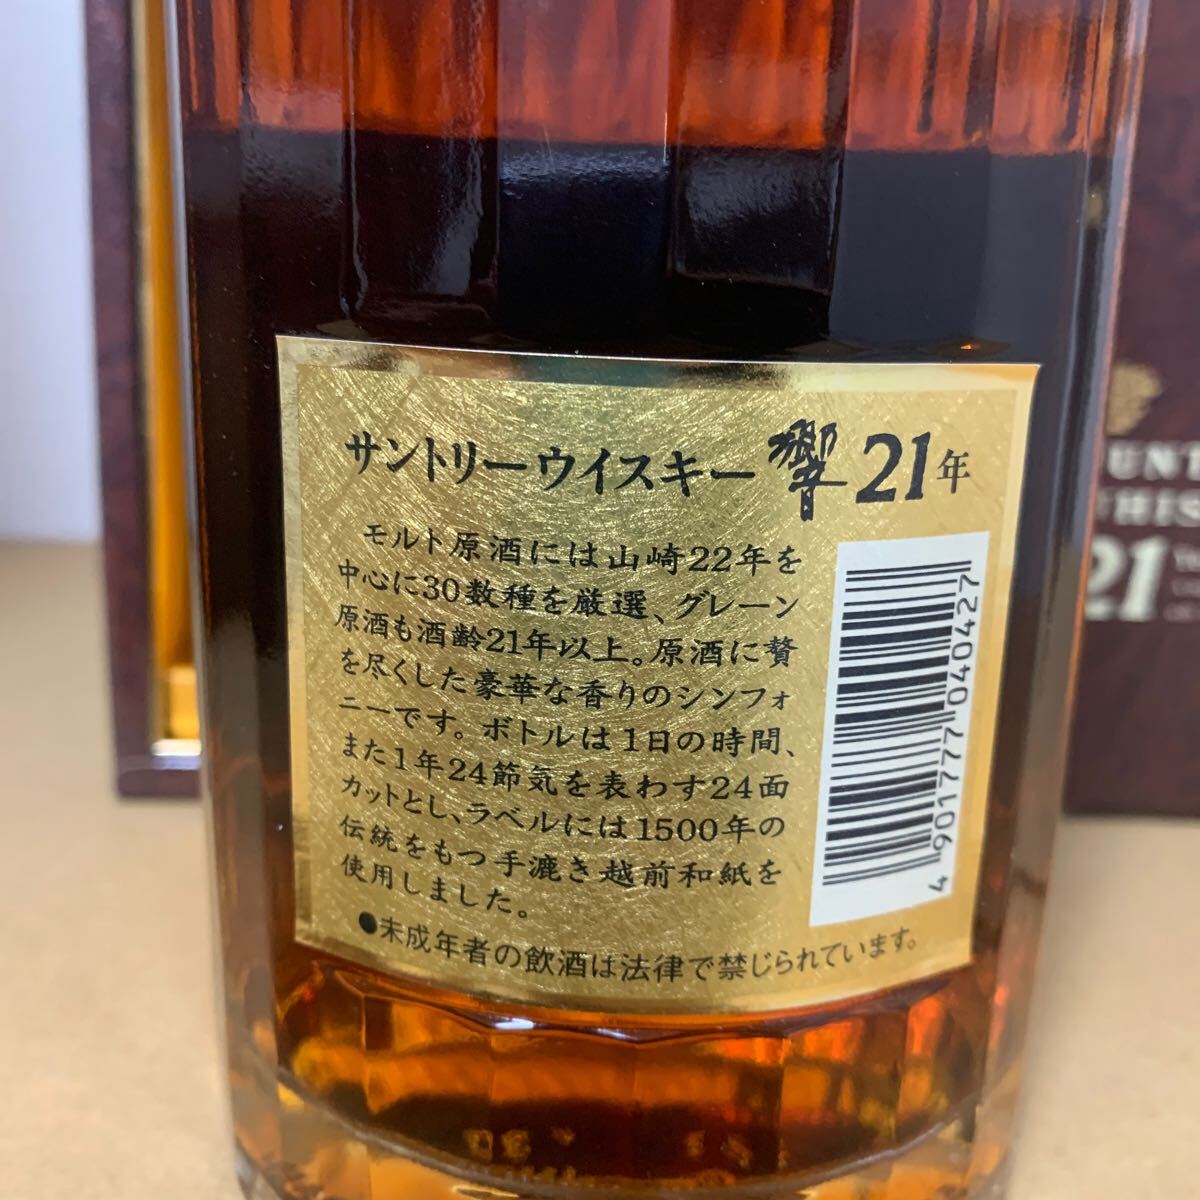 サントリーウイスキー 響 21年
モルト原酒には山崎22年を
中心に30数種を厳選、グレーン
原酒も酒齢21年以上。原酒に贅
を尽くした豪華な香りのシンフォ
ニーです。ボトルは1日の時間、
また1年24節気を表わす24面
カットとし、ラベルには1500年の
伝統をもつ手漉き越前和紙を
使用しました。
●未成年者の飲酒は法律で禁じられています。
4 901777 040427
UNT
HIS
21